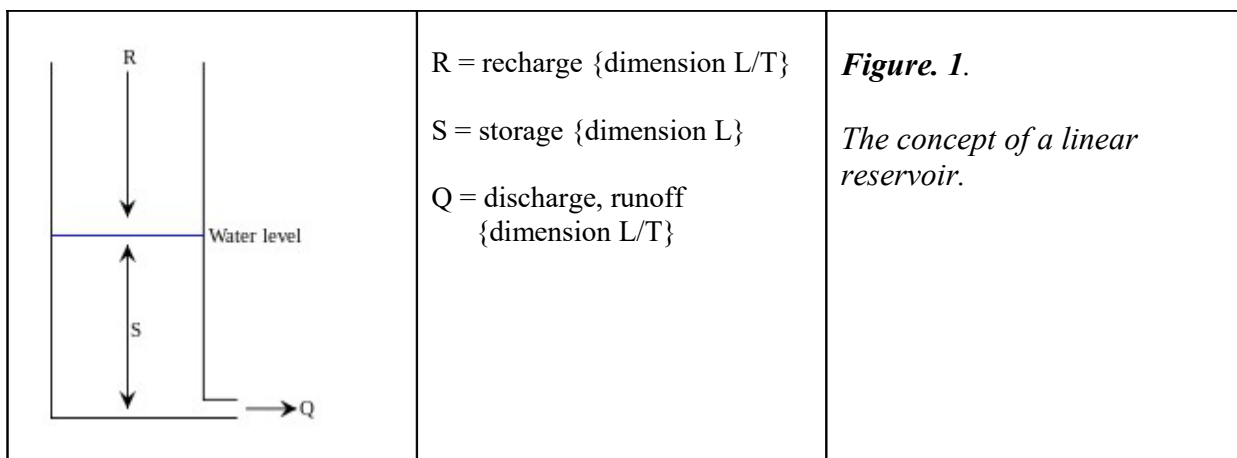 R
Water level
S
Q
R = recharge {dimension L/T}
S = storage {dimension L}
Q = discharge, runoff
{dimension L/T}
Figure. 1.
The concept of a linear
reservoir.